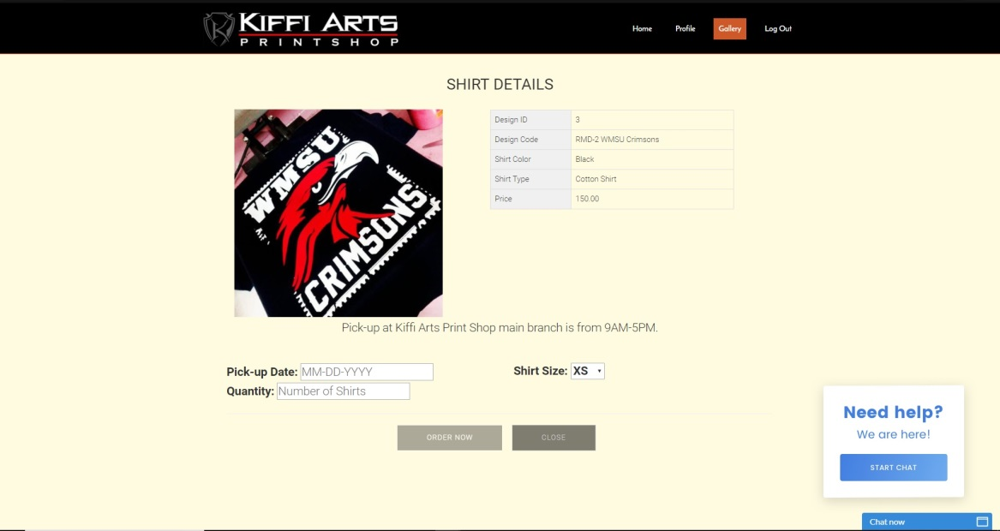 KIFFI ARTS
PRINTSHOP
Home
Profile
Gallery
Log Out
SHIRT DETAILS
WMSU
CRIMSONS
Design ID 3
Design Code RMD-2 WMSU Crimsons
Shirt Color Black
Shirt Type Cotton Shirt
Price 150.00
Pick-up at Kiffi Arts Print Shop main branch is from 9AM-5PM.
Pick-up Date: MM-DD-YYYY
Shirt Size: XS
Quantity: Number of Shirts
ORDER NOW
CLOSE
Need help?
We are here!
START CHAT
Chat now